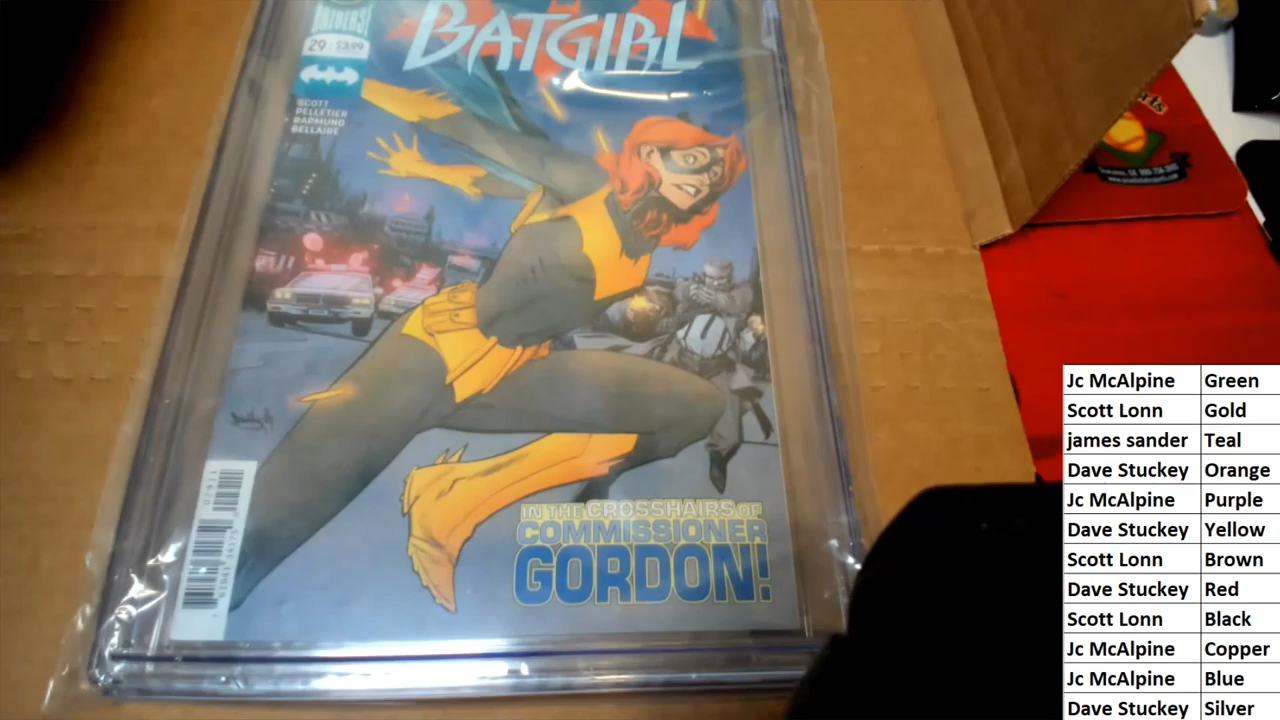 BATGIRL
29 $3.99
SCOTT
PELLETIER
RAPMUND
BELLAIRE
IN THE CROSSHAIRS OF
COMMISSIONER
GORDON!
Jc McAlpine Green
Scott Lonn Gold
james sander Teal
Dave Stuckey Orange
Jc McAlpine Purple
Dave Stuckey Yellow
Scott Lonn Brown
Dave Stuckey Red
Scott Lonn Black
Jc McAlpine Copper
Jc McAlpine Blue
Dave Stuckey Silver